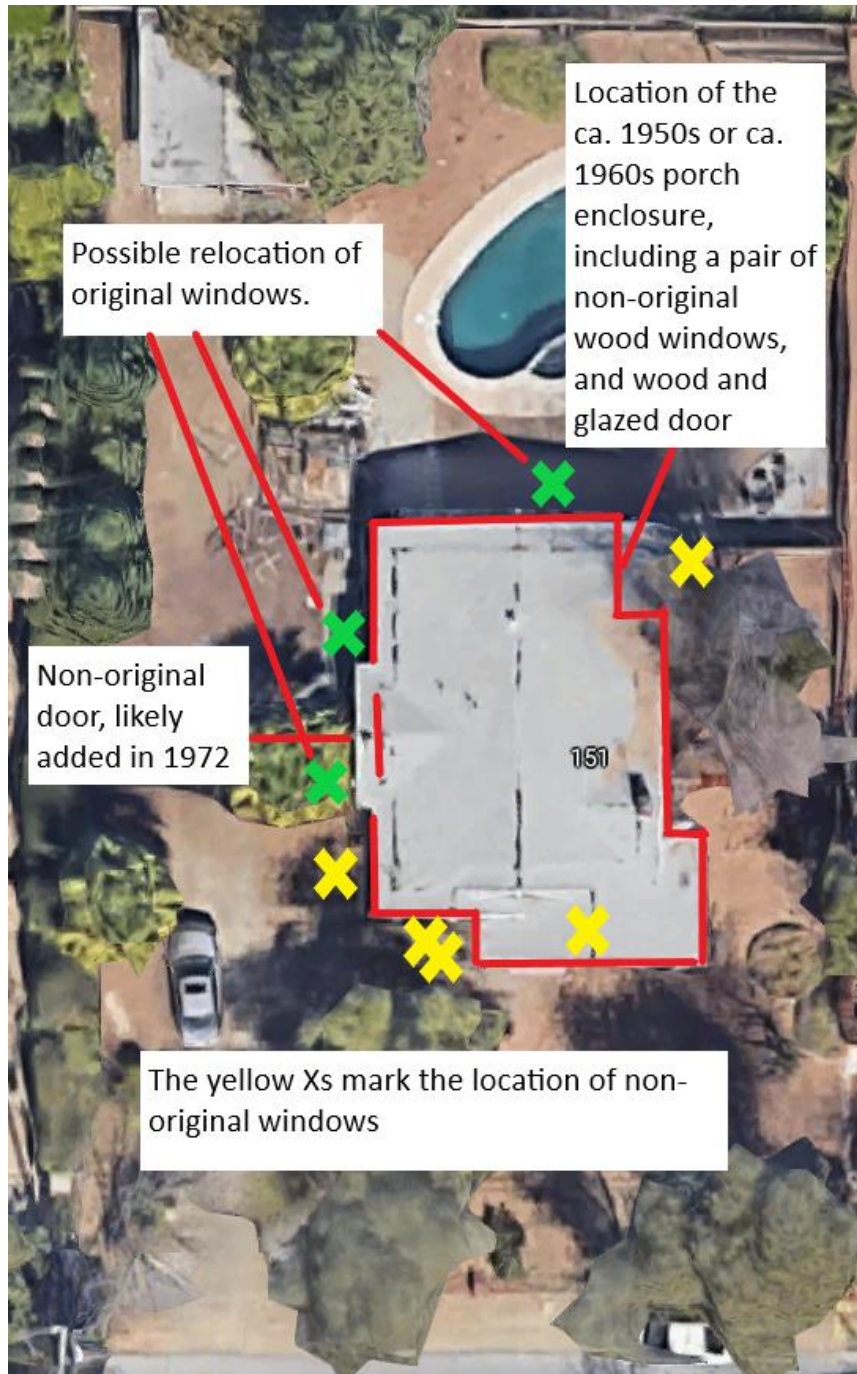 Location of the
ca. 1950s or ca.
1960s porch
enclosure,
including a pair of
non-original
wood windows,
and wood and
glazed door
Possible relocation of
original windows.
Non-original
door, likely
added in 1972
151
The yellow Xs mark the location of non-
original windows